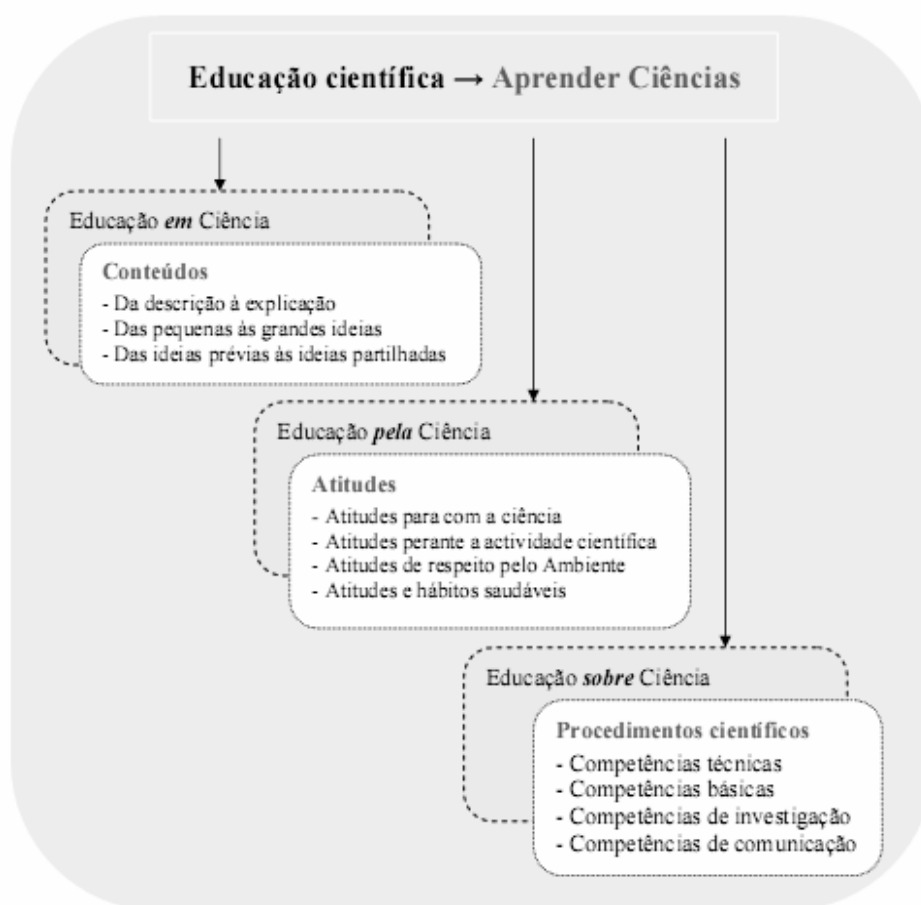 Educação científica → Aprender Ciências
Educação em Ciência
Conteúdos
- Da descrição à explicação
- Das pequenas às grandes ideias
- Das ideias prévias às ideias partilhadas
Educação pela Ciência
Atitudes
- Atitudes para com a ciência
- Atitudes perante a actividade científica
- Atitudes de respeito pelo Ambiente
- Atitudes e hábitos saudáveis
Educação sobre Ciência
Procedimentos científicos
- Competências técnicas
- Competências básicas
- Competências de investigação
- Competências de comunicação